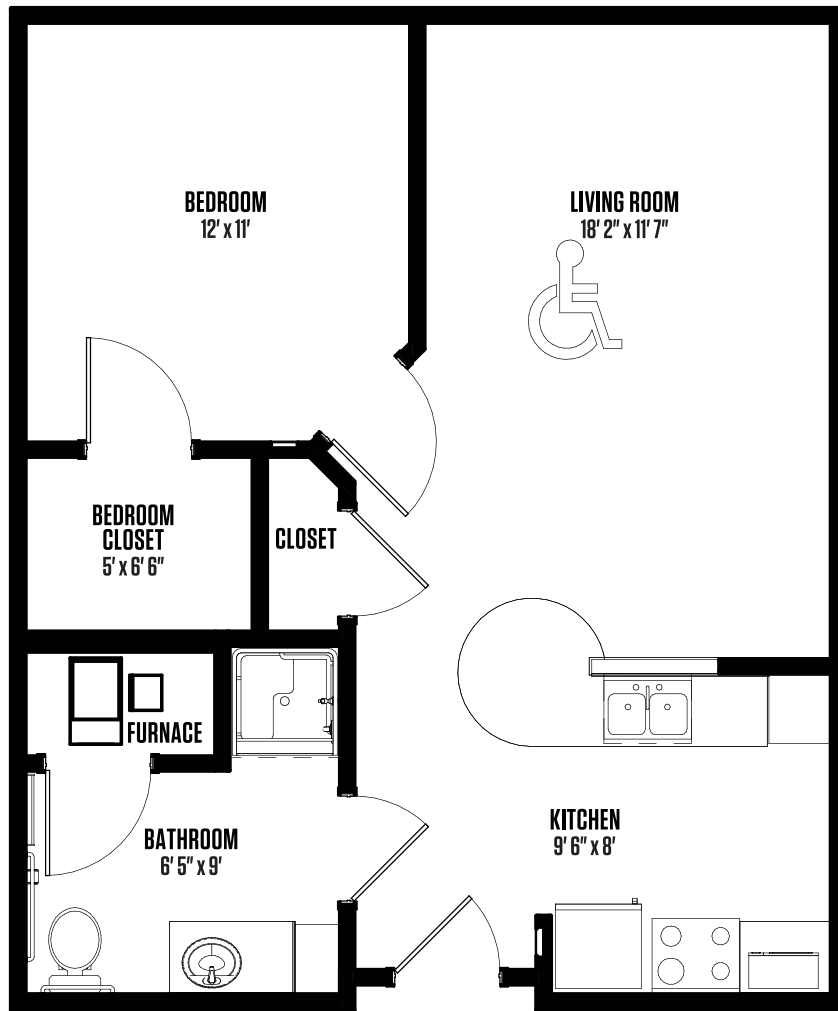 BEDROOM
12' x 11'
LIVING ROOM
18' 2" x 11' 7"
BEDROOM
CLOSET
5' x 6' 6"
CLOSET
FURNACE
BATHROOM
6' 5" x 9'
KITCHEN
9' 6" x 8'